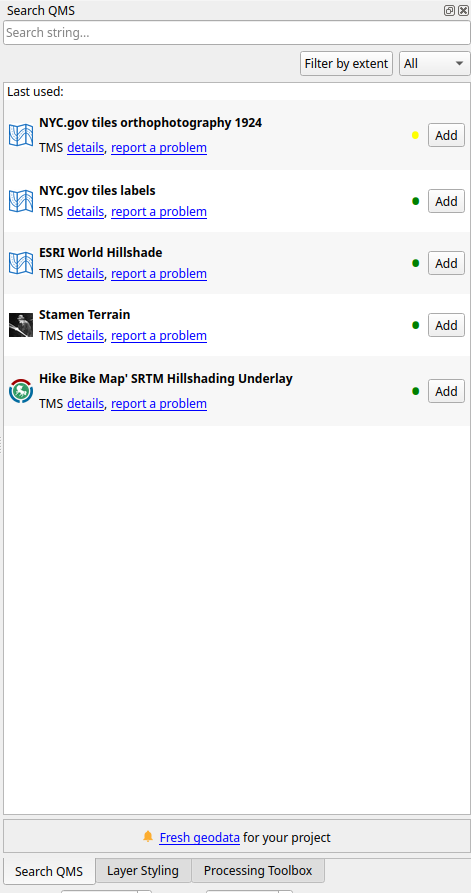 Search QMS
Search string...
Filter by extent
All
Last used:
NYC.gov tiles orthophotography 1924
TMS details, report a problem
Add
NYC.gov tiles labels
TMS details, report a problem
Add
ESRI World Hillshade
TMS details, report a problem
Add
Stamen Terrain
TMS details, report a problem
Add
Hike Bike Map' SRTM Hillshading Underlay
TMS details, report a problem
Add
Fresh geodata for your project
Search QMS
Layer Styling
Processing Toolbox